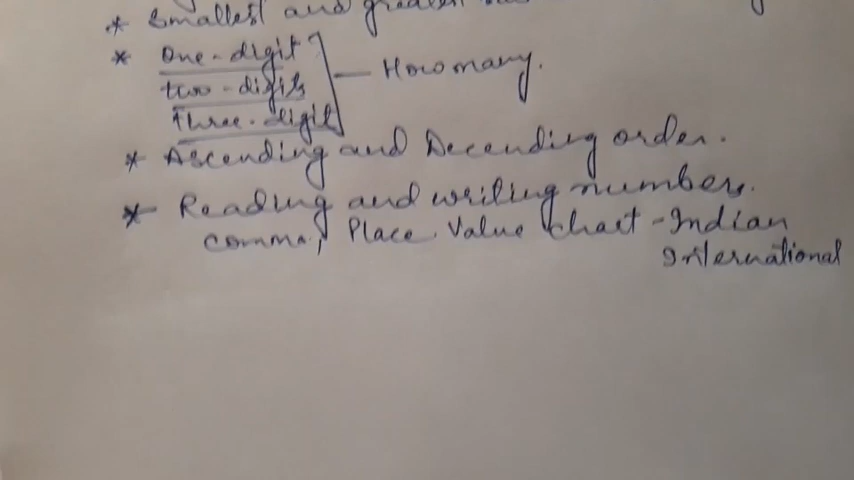 * Smallest and greatest
* One-digit
two-digits
Three-digit
— How many.
* Ascending and Decending order.
* Reading and writing numbers.
comma, Place Value chart - Indian
International